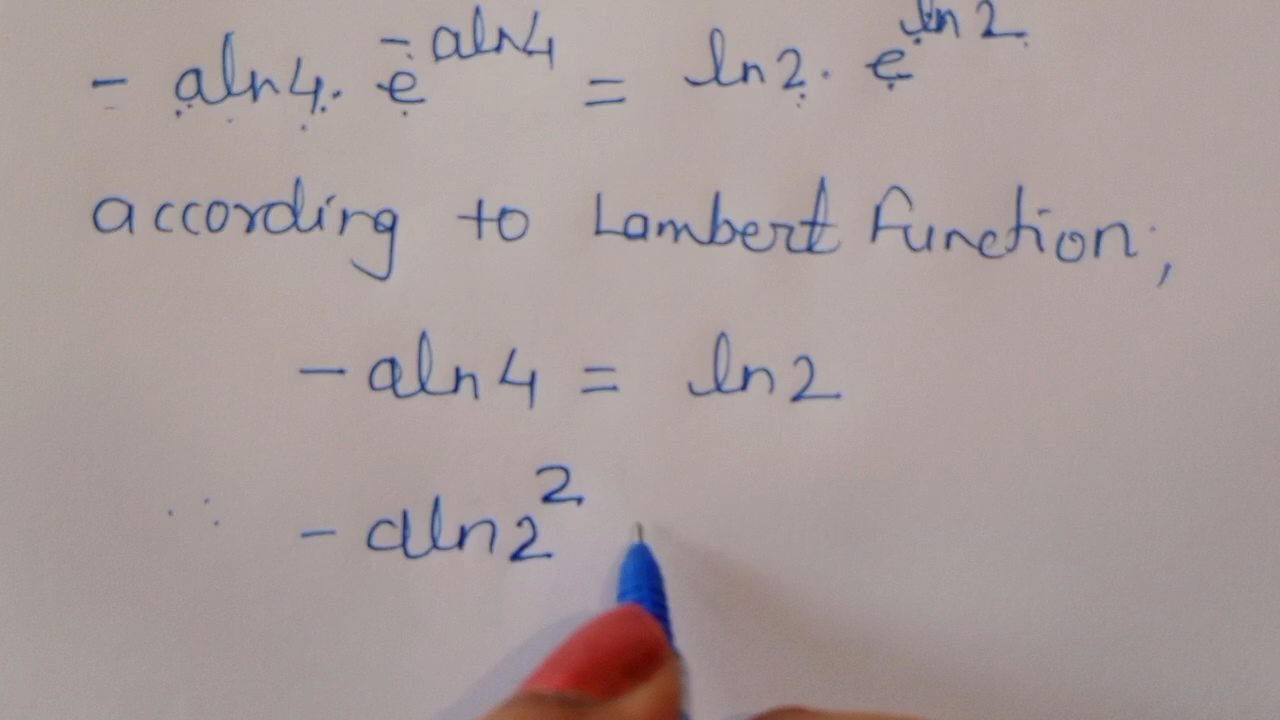 - aln4. e^-aln4 = ln2. e^ln2
according to Lambert function;
- aln4 = ln2
∴ - aln2²